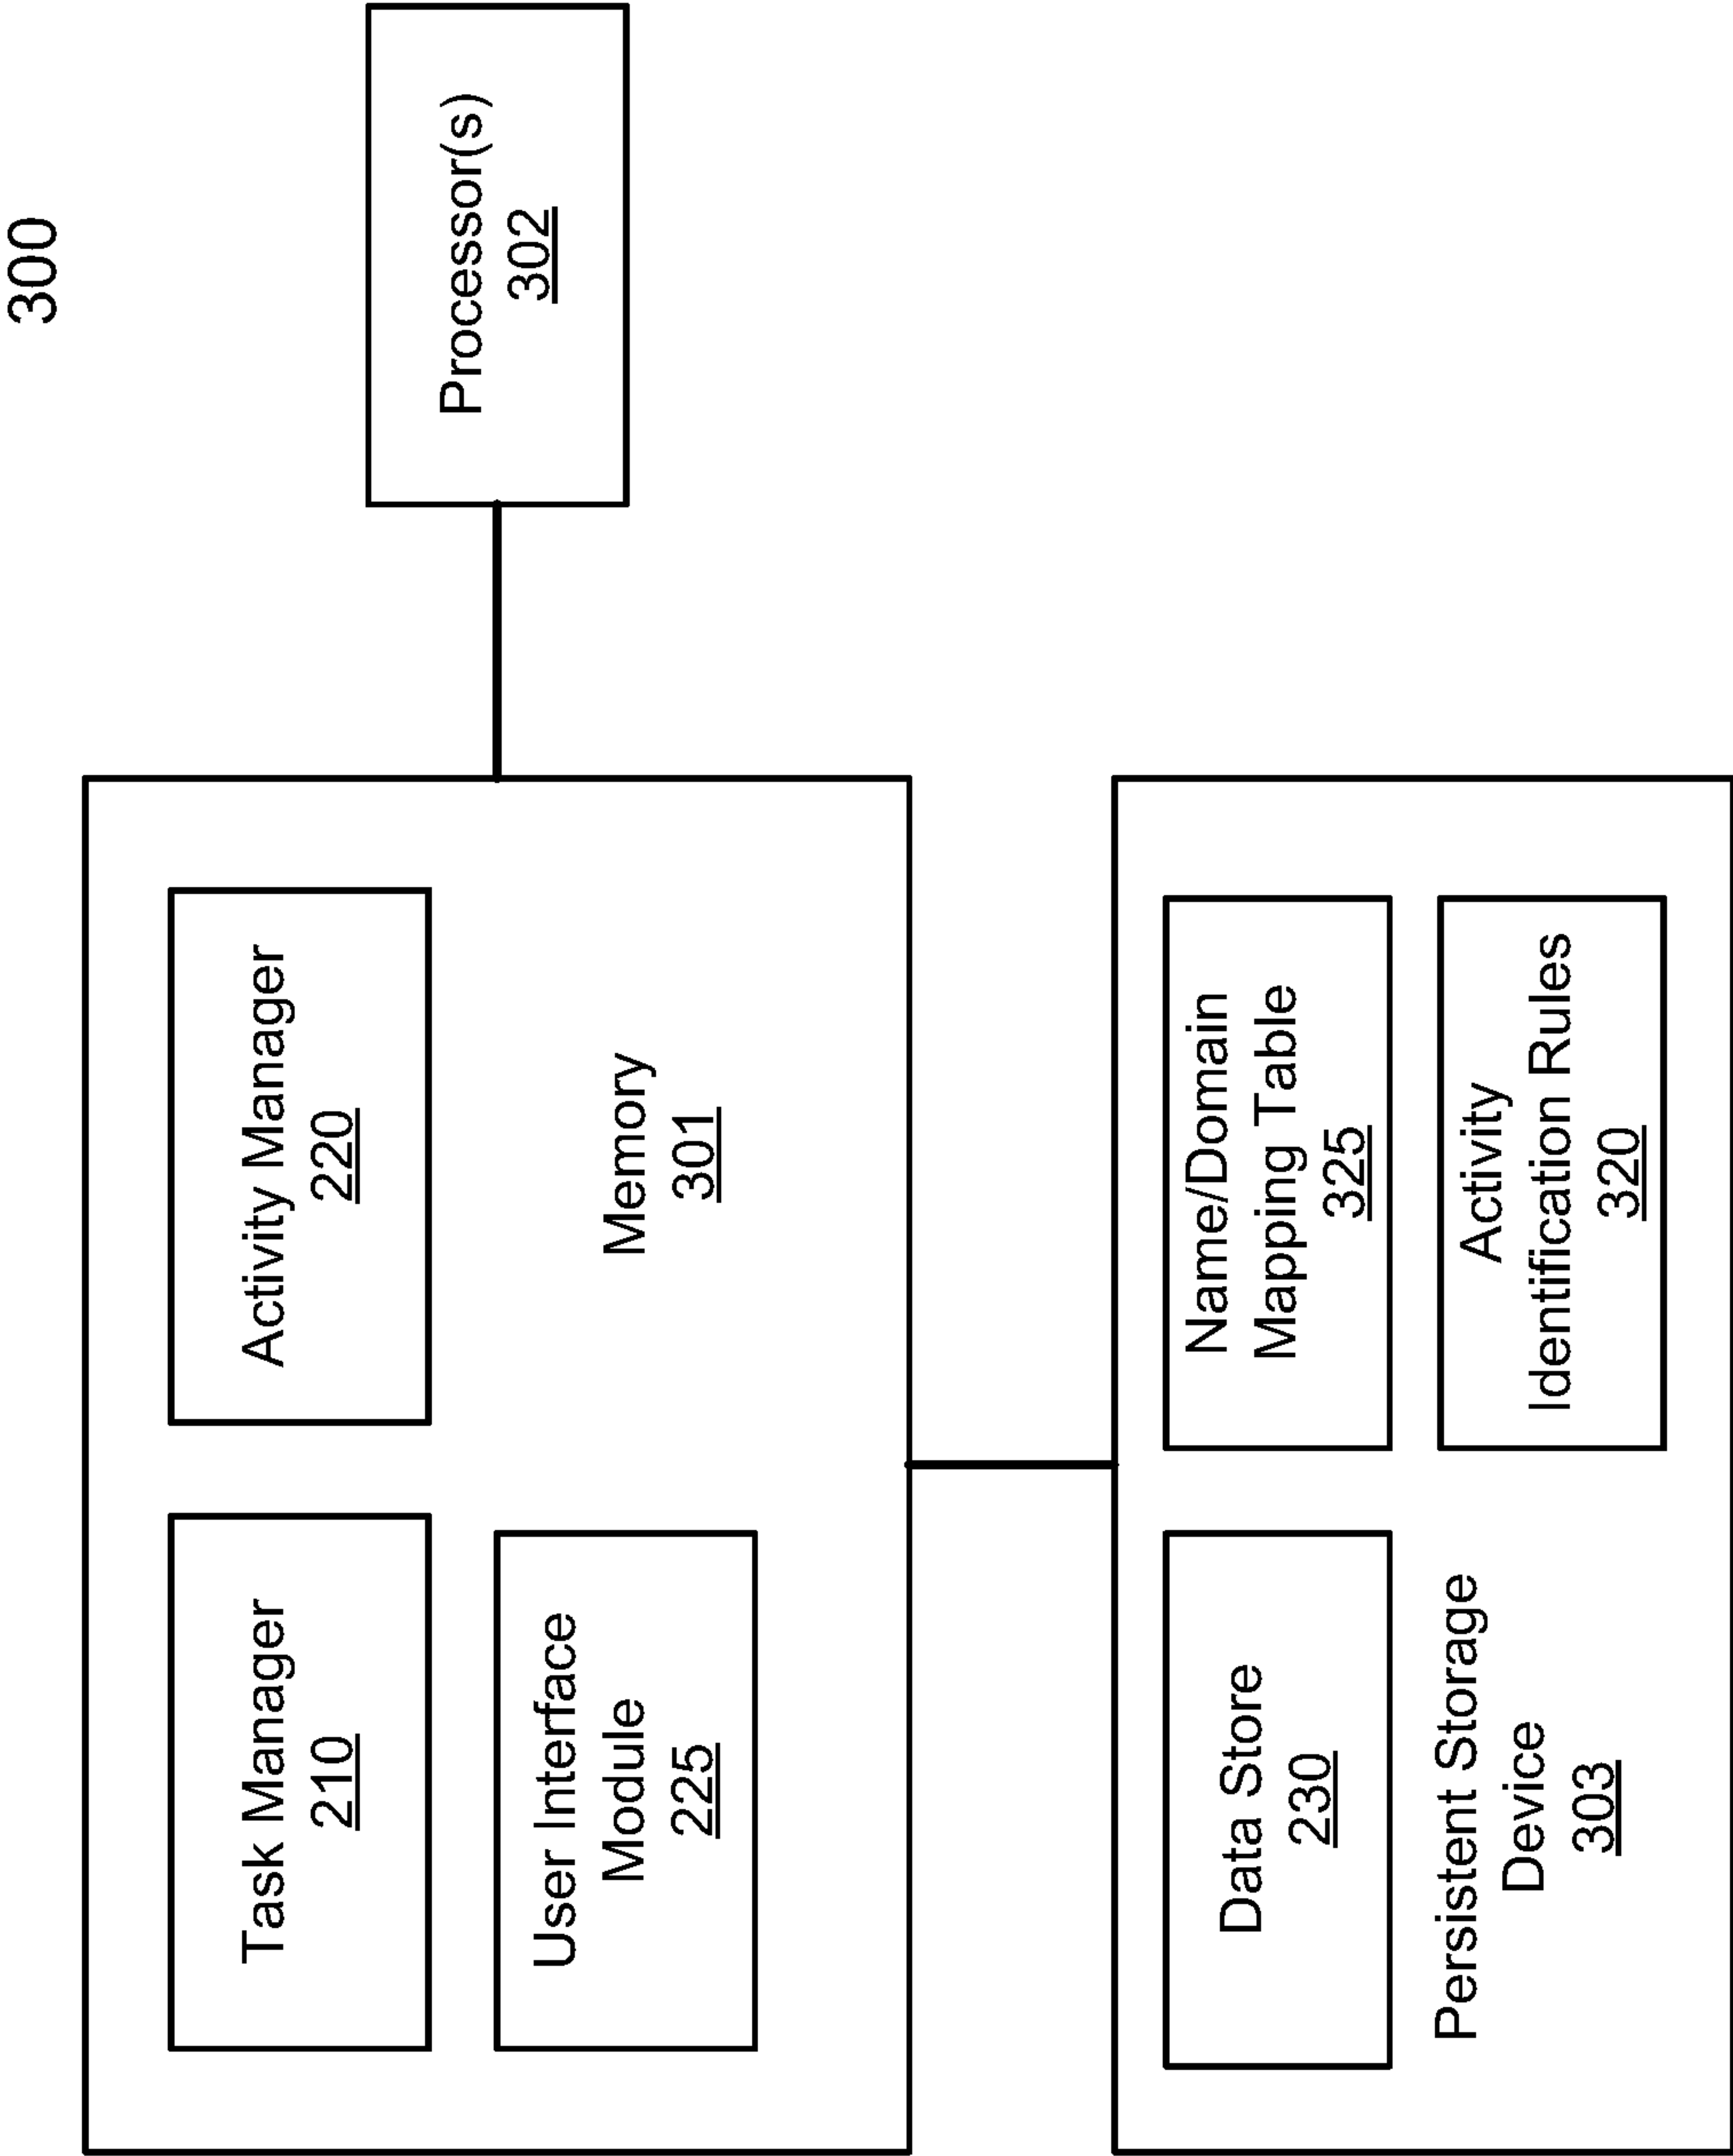 300
Task Manager
210
Activity Manager
220
User Interface
Module
225
Memory
301
Processor(s)
302
Data Store
230
Name/Domain
Mapping Table
325
Persistent Storage
Device
303
Activity
Identification Rules
320